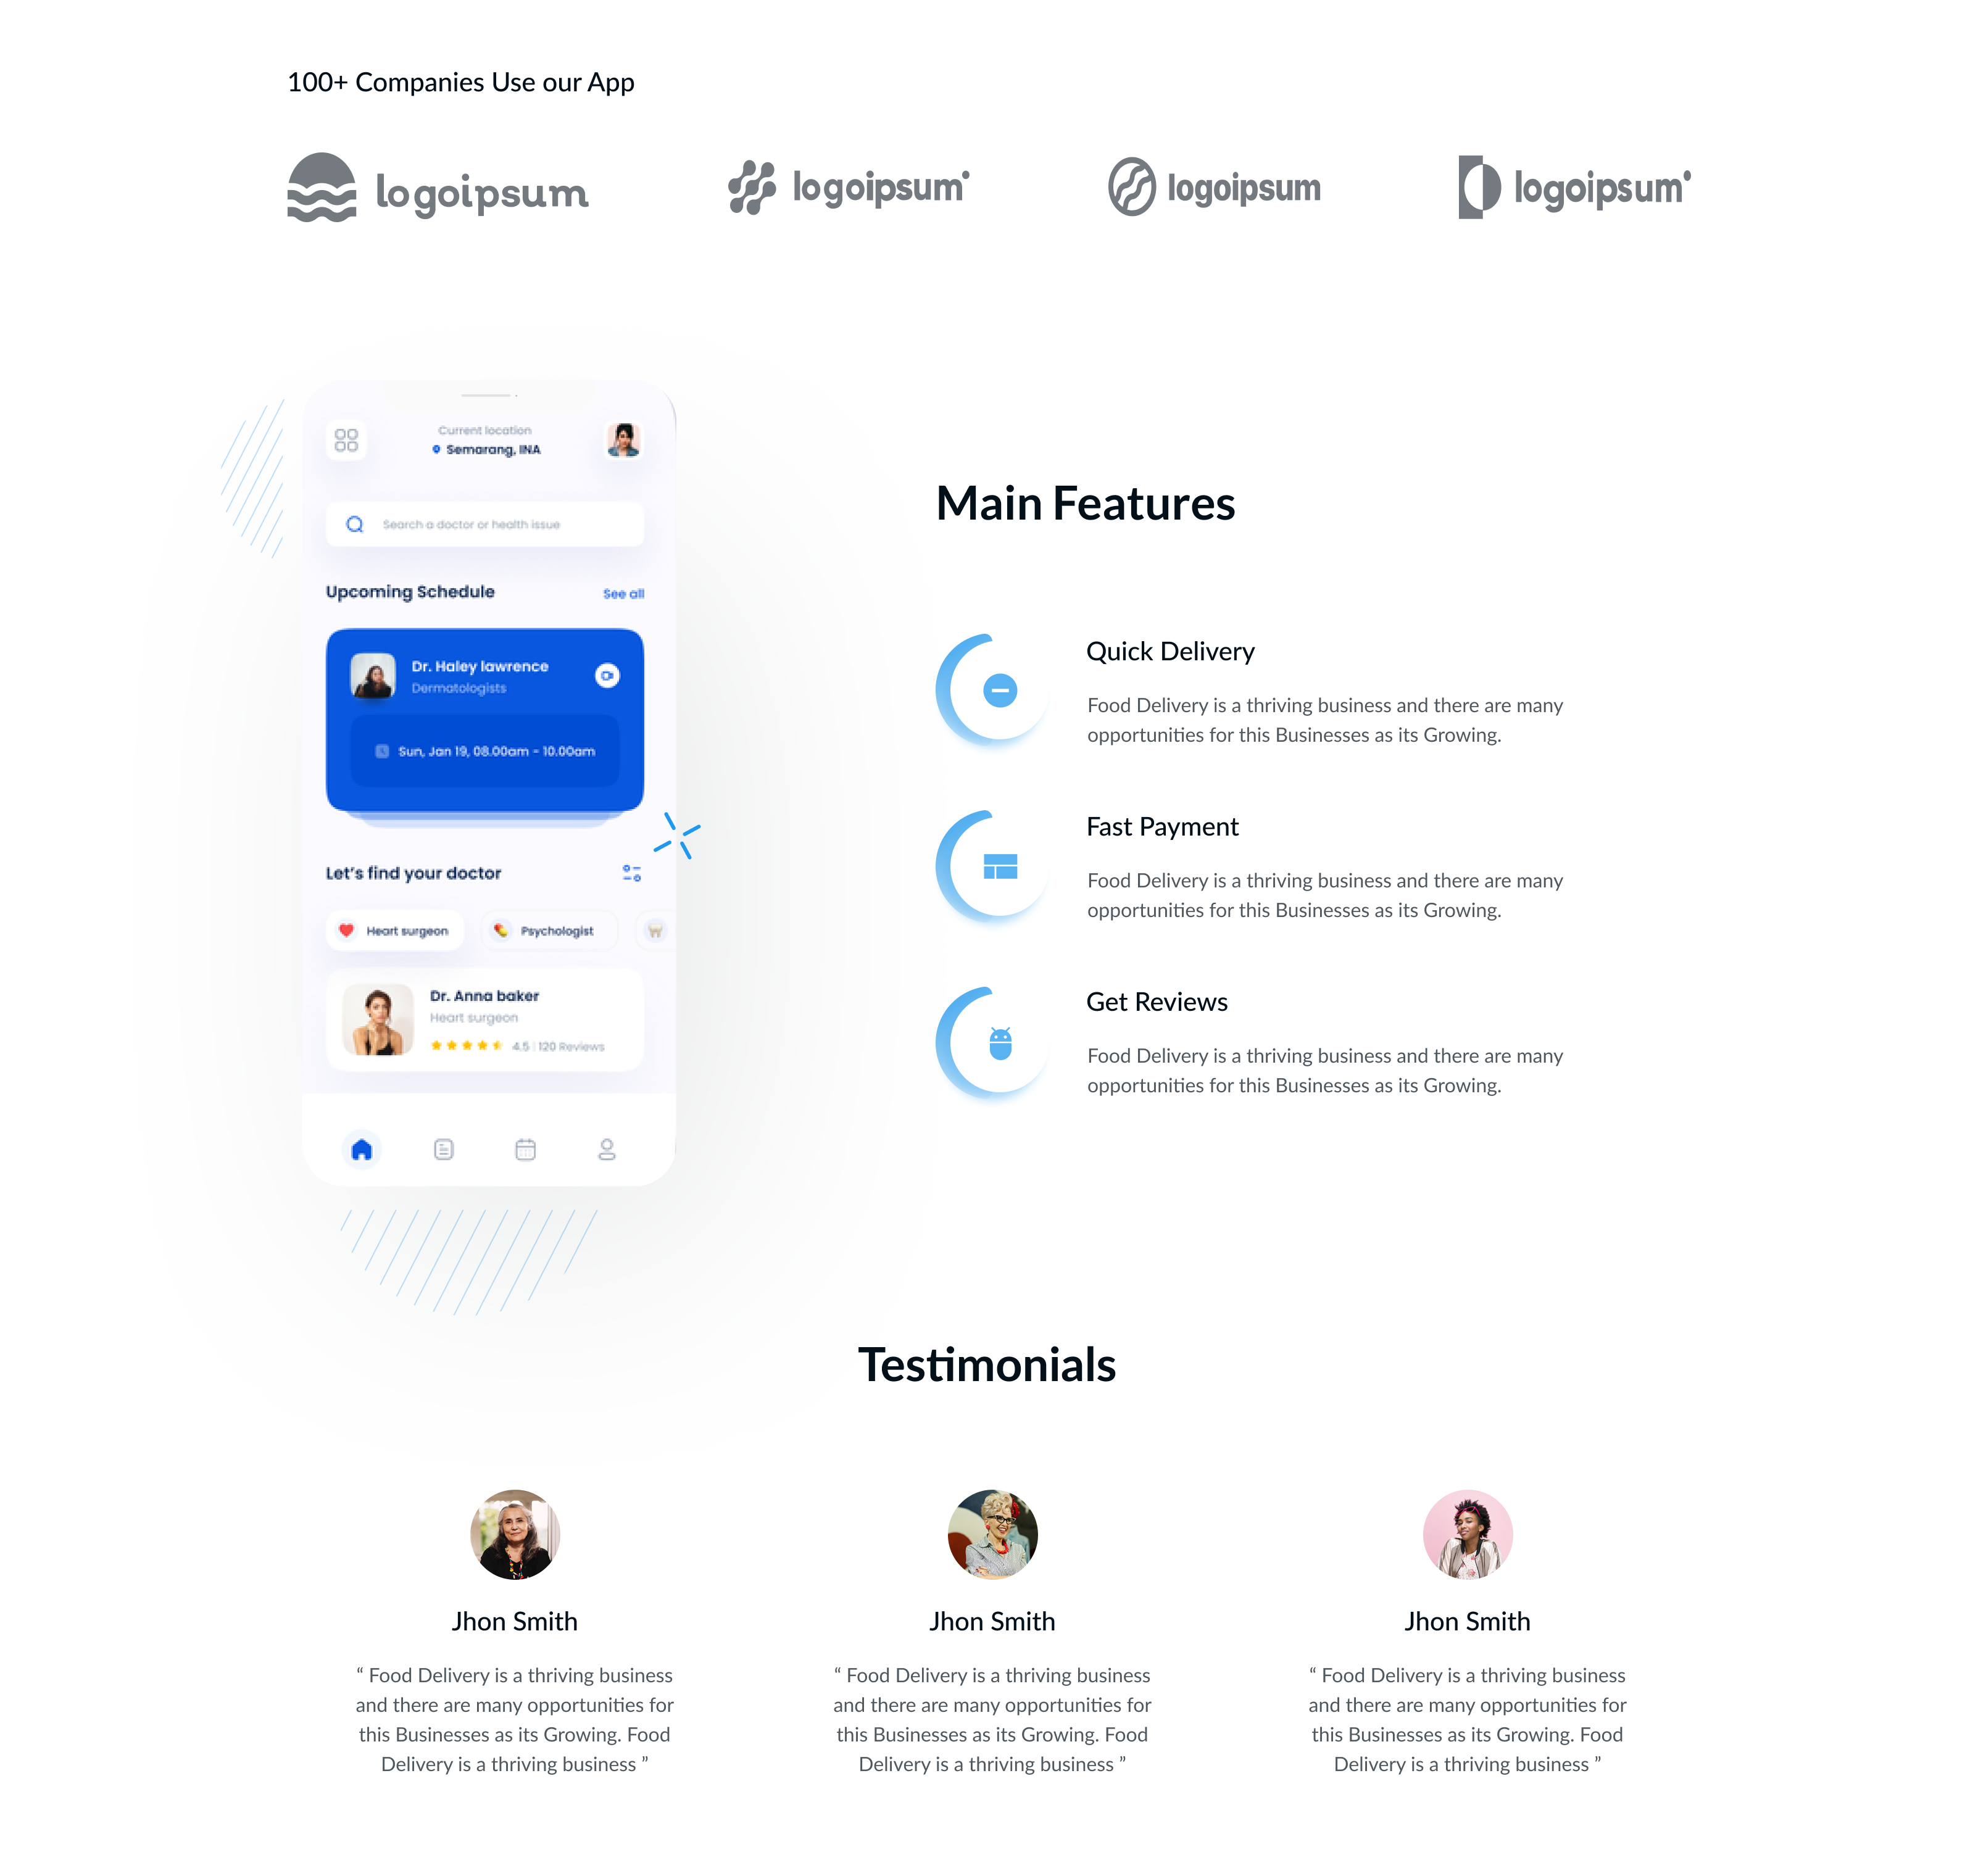 100+ Companies Use our App
logoipsum
logoipsum
logoipsum
logoipsum
Current location
Semarang, INA
Search a doctor or health issue
Upcoming Schedule
See all
Dr. Haley lawrence
Dermatologists
Sun, Jan 19, 08.00am - 10.00am
Let's find your doctor
Heart surgeon
Psychologist
Dr. Anna baker
Heart surgeon
4.5 | 120 Reviews
Main Features
Quick Delivery
Food Delivery is a thriving business and there are many
opportunities for this Businesses as its Growing.
Fast Payment
Food Delivery is a thriving business and there are many
opportunities for this Businesses as its Growing.
Get Reviews
Food Delivery is a thriving business and there are many
opportunities for this Businesses as its Growing.
Testimonials
Jhon Smith
“ Food Delivery is a thriving business
and there are many opportunities for
this Businesses as its Growing. Food
Delivery is a thriving business ”
Jhon Smith
“ Food Delivery is a thriving business
and there are many opportunities for
this Businesses as its Growing. Food
Delivery is a thriving business ”
Jhon Smith
“ Food Delivery is a thriving business
and there are many opportunities for
this Businesses as its Growing. Food
Delivery is a thriving business ”